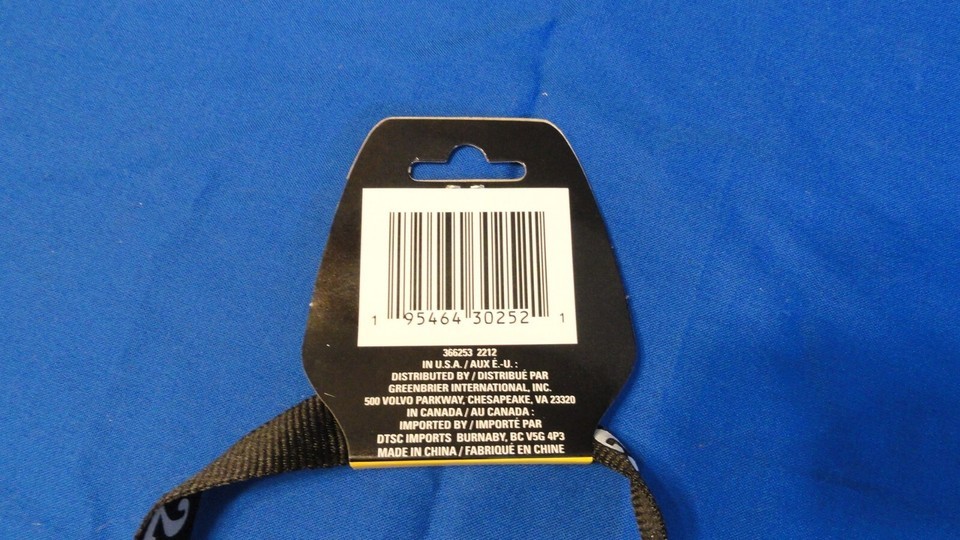 1 95464 30252 1
366253 2212
IN U.S.A. / AUX É.-U. :
DISTRIBUTED BY / DISTRIBUÉ PAR
GREENBRIER INTERNATIONAL, INC.
500 VOLVO PARKWAY, CHESAPEAKE, VA 23320
IN CANADA / AU CANADA :
IMPORTED BY / IMPORTÉ PAR
DTSC IMPORTS BURNABY, BC V5G 4P3
MADE IN CHINA / FABRIQUÉ EN CHINE
2